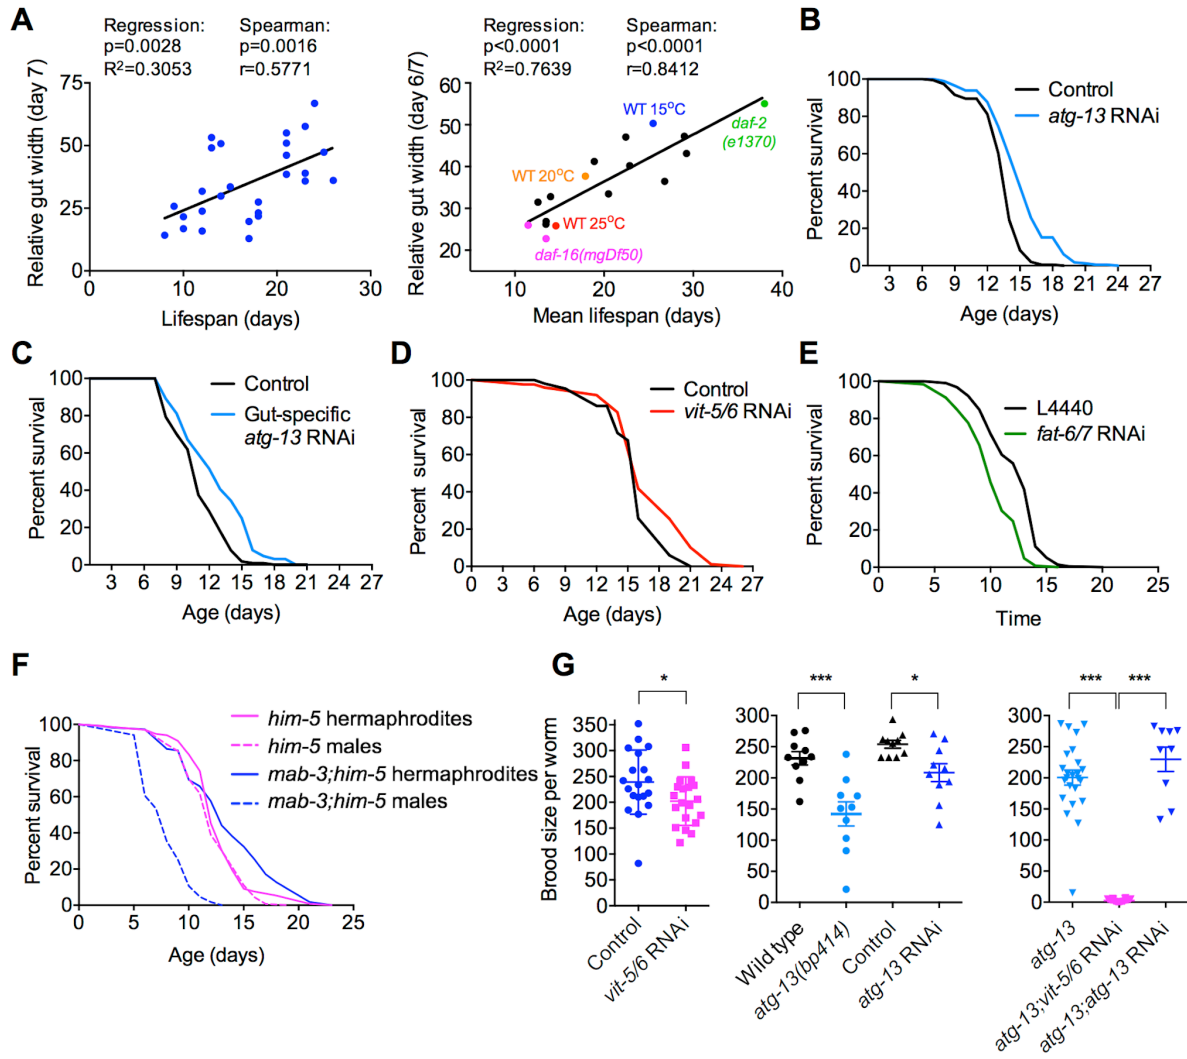 A
Regression:
p=0.0028
R²=0.3053
Spearman:
p=0.0016
r=0.5771
Relative gut width (day 7)
75
50
25
0
0
10
20
30
Lifespan (days)
Regression:
p<0.0001
R²=0.7639
Spearman:
p<0.0001
r=0.8412
Relative gut width (day 6/7)
60
50
40
30
20
10
20
30
40
Mean lifespan (days)
WT 15°C
daf-2
(e1370)
WT 20°C
WT 25°C
daf-16(mgDf50)
B
Percent survival
100
80
60
40
20
0
3 6 9 12 15 18 21 24 27
Age (days)
Control
atg-13 RNAi
C
Percent survival
100
80
60
40
20
0
3 6 9 12 15 18 21 24 27
Age (days)
Control
Gut-specific
atg-13 RNAi
D
Percent survival
100
80
60
40
20
0
0 3 6 9 12 15 18 21 24 27
Age (days)
Control
vit-5/6 RNAi
E
Percent survival
100
80
60
40
20
0
0 5 10 15 20 25
Time
L4440
fat-6/7 RNAi
F
Percent survival
100
80
60
40
20
0
0 5 10 15 20 25
Age (days)
him-5 hermaphrodites
him-5 males
mab-3;him-5 hermaphrodites
mab-3;him-5 males
G
Brood size per worm
*
350
300
250
200
150
100
50
0
Control
vit-5/6 RNAi
***
*
300
250
200
150
100
50
0
Wild type
atg-13(bp414)
Control
atg-13 RNAi
***
***
300
250
200
150
100
50
0
atg-13
atg-13;vit-5/6 RNAi
atg-13;atg-13 RNAi